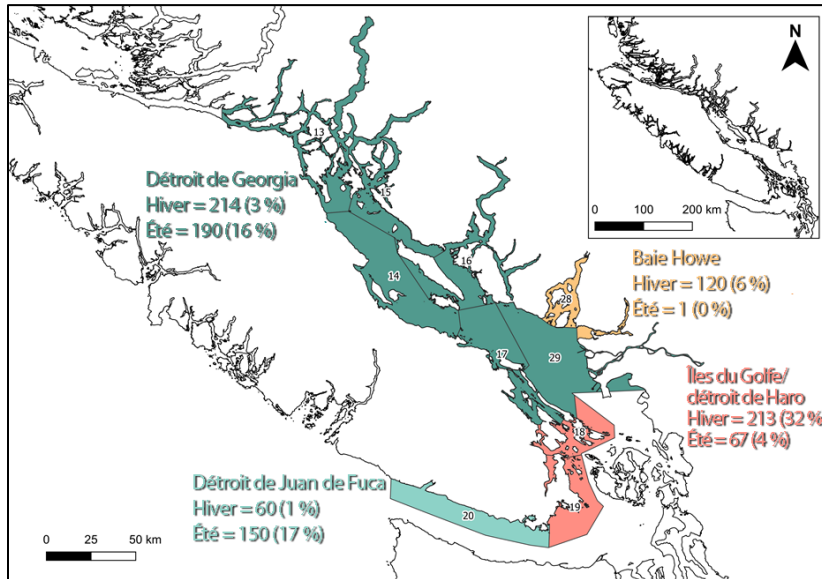 N
0 100 200 km
13
Détroit de Georgia
Hiver = 214 (3 %)
Été = 190 (16 %)
15
16
14
Baie Howe
Hiver = 120 (6 %)
Été = 1 (0 %)
28
17
29
Îles du Golfe/
détroit de Haro
Hiver = 213 (32 %
Été = 67 (4 %)
18
Détroit de Juan de Fuca
Hiver = 60 (1 %)
Été = 150 (17 %)
20
19
0 25 50 km